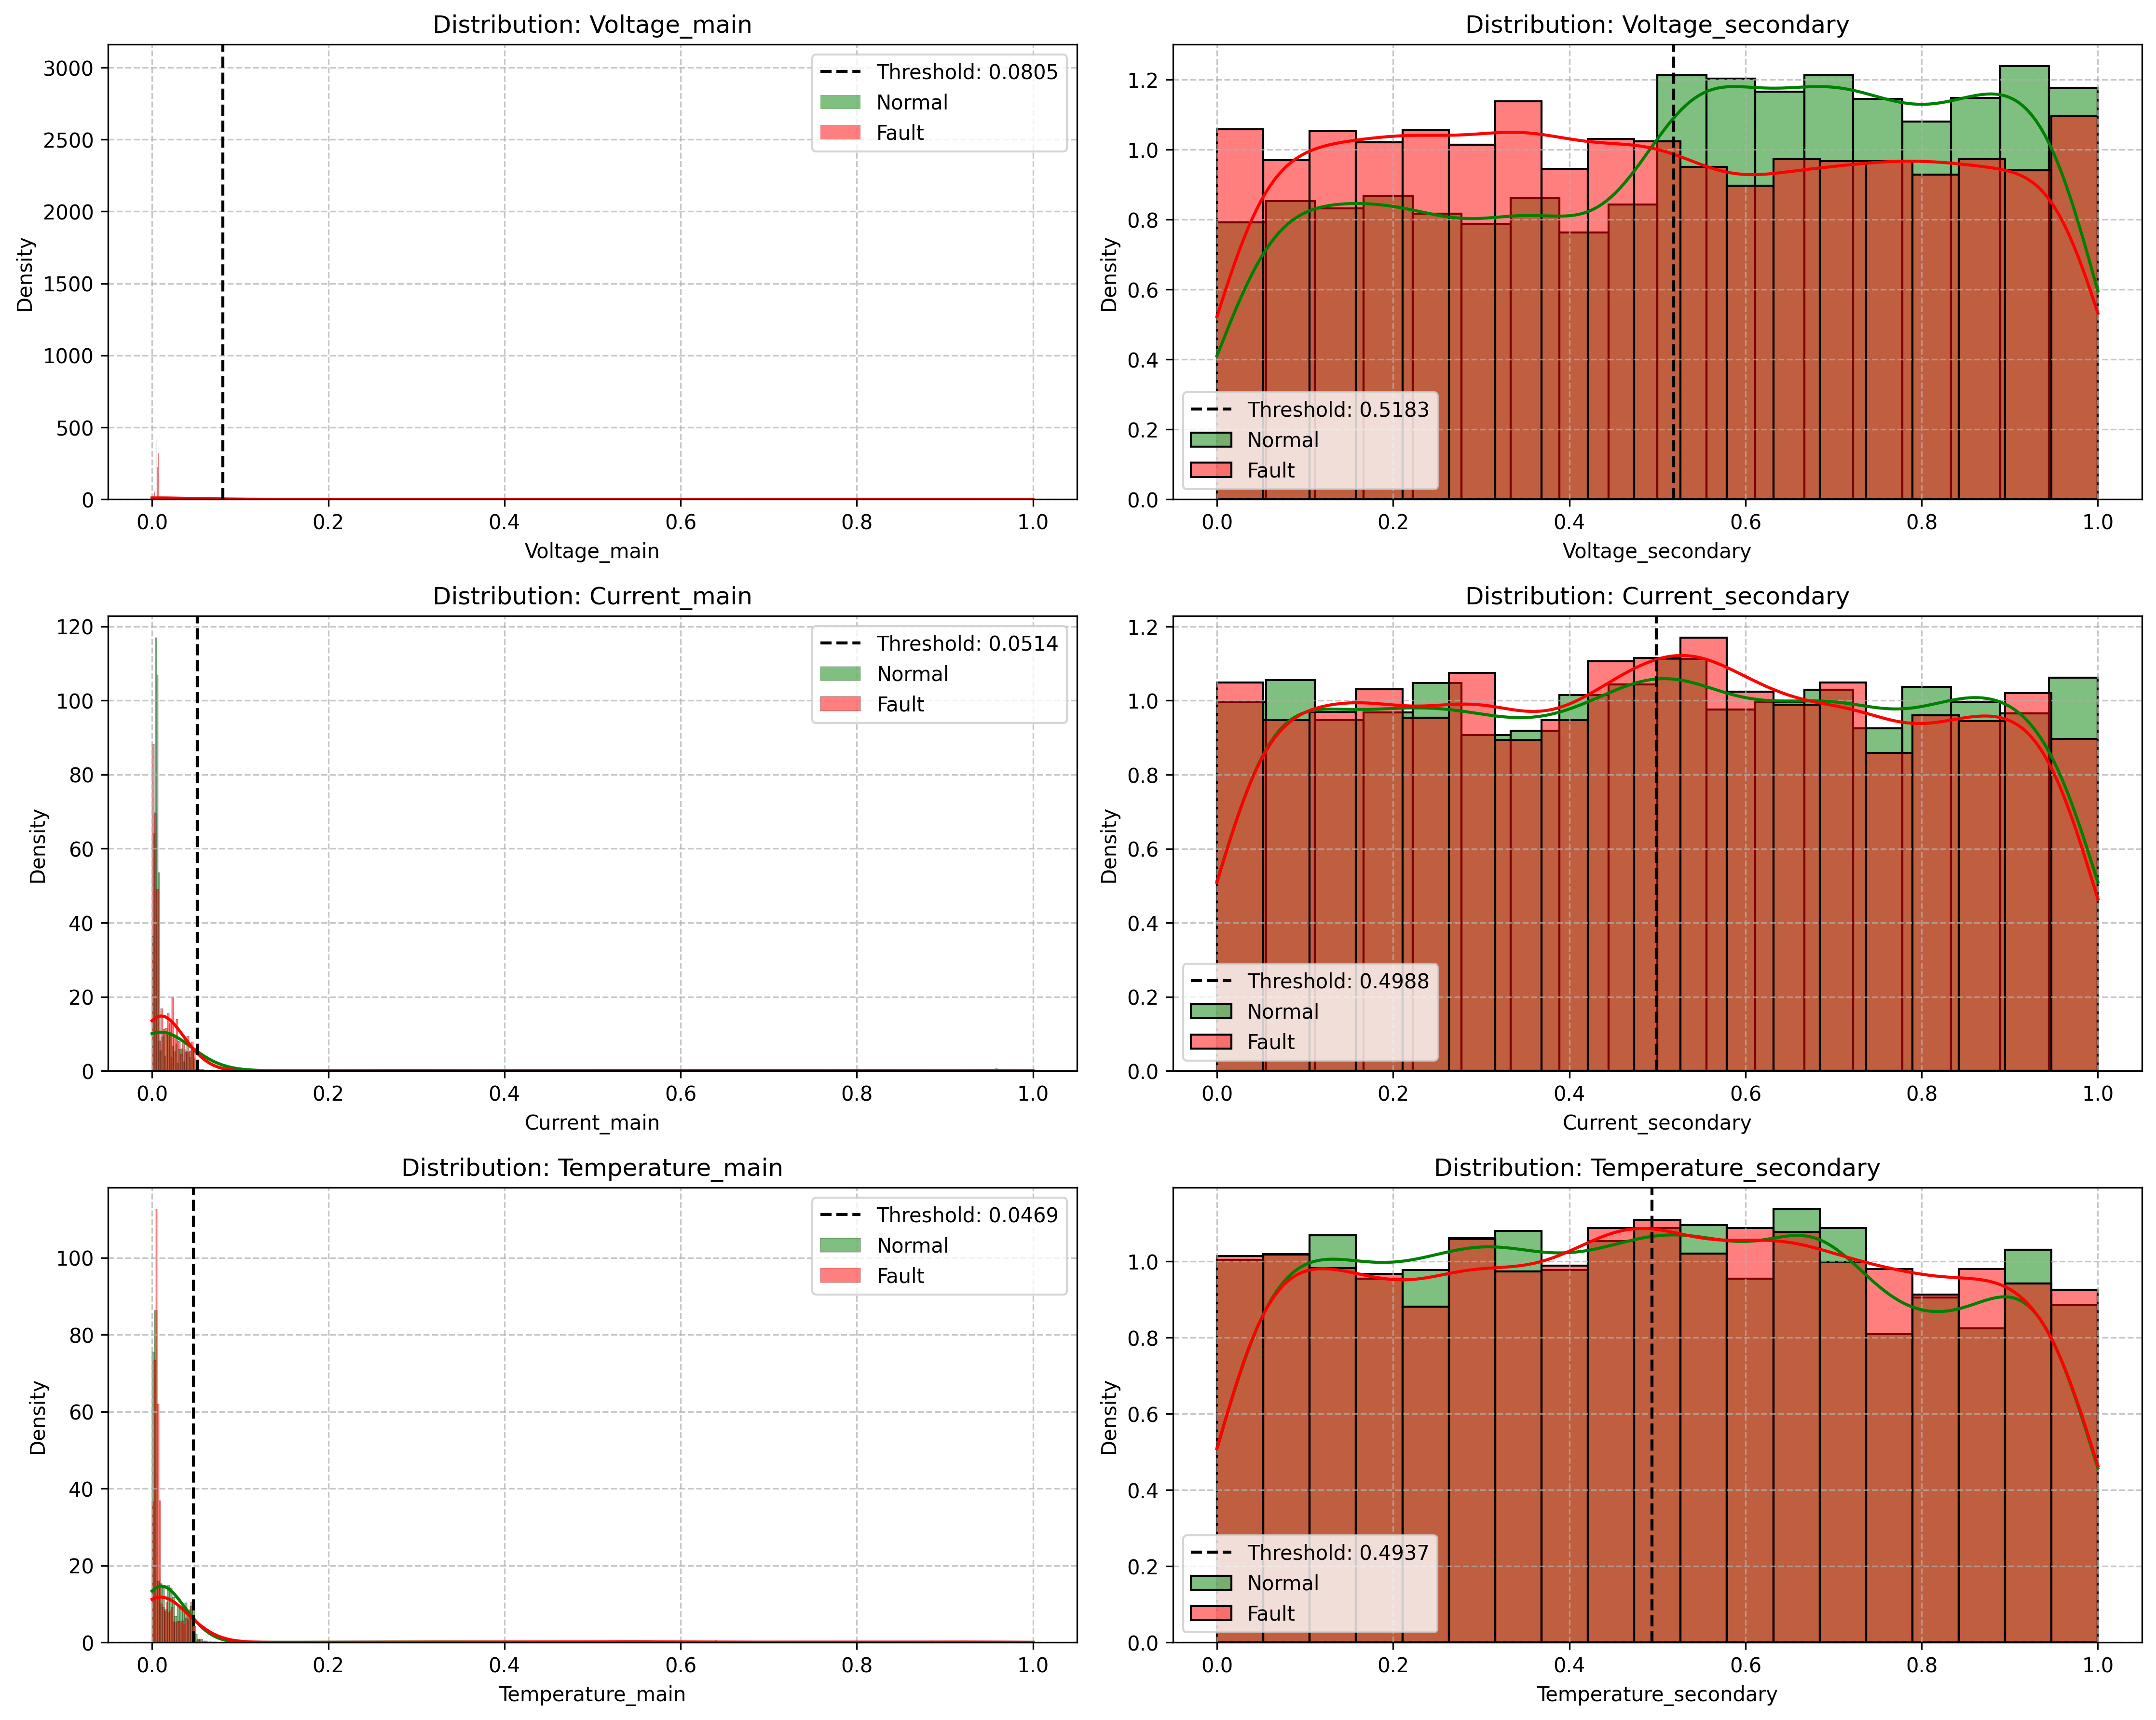 Distribution: Voltage_main
Density
3000
2500
2000
1500
1000
500
0
0.0 0.2 0.4 0.6 0.8 1.0
Voltage_main
Threshold: 0.0805
Normal
Fault
Distribution: Voltage_secondary
Density
1.2
1.0
0.8
0.6
0.4
0.2
0.0
0.0 0.2 0.4 0.6 0.8 1.0
Voltage_secondary
Threshold: 0.5183
Normal
Fault
Distribution: Current_main
Density
120
100
80
60
40
20
0
0.0 0.2 0.4 0.6 0.8 1.0
Current_main
Threshold: 0.0514
Normal
Fault
Distribution: Current_secondary
Density
1.2
1.0
0.8
0.6
0.4
0.2
0.0
0.0 0.2 0.4 0.6 0.8 1.0
Current_secondary
Threshold: 0.4988
Normal
Fault
Distribution: Temperature_main
Density
100
80
60
40
20
0
0.0 0.2 0.4 0.6 0.8 1.0
Temperature_main
Threshold: 0.0469
Normal
Fault
Distribution: Temperature_secondary
Density
1.0
0.8
0.6
0.4
0.2
0.0
0.0 0.2 0.4 0.6 0.8 1.0
Temperature_secondary
Threshold: 0.4937
Normal
Fault